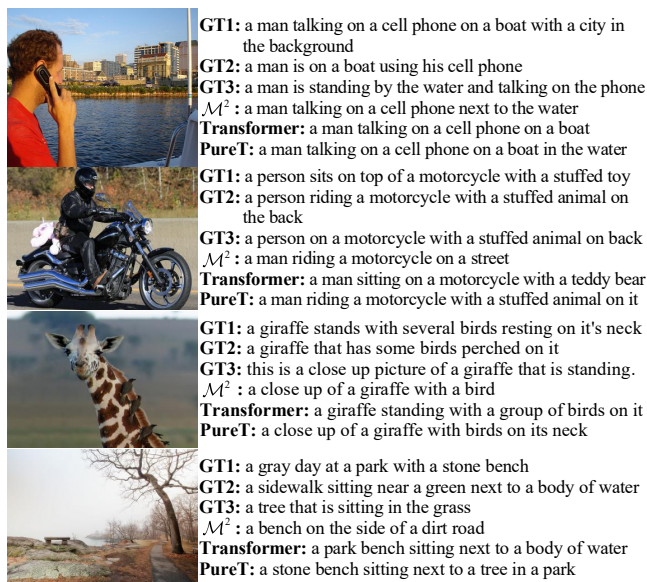 GT1: a man talking on a cell phone on a boat with a city in
the background
GT2: a man is on a boat using his cell phone
GT3: a man is standing by the water and talking on the phone
ℳ² : a man talking on a cell phone next to the water
Transformer: a man talking on a cell phone on a boat
PureT: a man talking on a cell phone on a boat in the water
GT1: a person sits on top of a motorcycle with a stuffed toy
GT2: a person riding a motorcycle with a stuffed animal on
the back
GT3: a person on a motorcycle with a stuffed animal on back
ℳ² : a man riding a motorcycle on a street
Transformer: a man sitting on a motorcycle with a teddy bear
PureT: a man riding a motorcycle with a stuffed animal on it
GT1: a giraffe stands with several birds resting on it's neck
GT2: a giraffe that has some birds perched on it
GT3: this is a close up picture of a giraffe that is standing.
ℳ² : a close up of a giraffe with a bird
Transformer: a giraffe standing with a group of birds on it
PureT: a close up of a giraffe with birds on its neck
GT1: a gray day at a park with a stone bench
GT2: a sidewalk sitting near a green next to a body of water
GT3: a tree that is sitting in the grass
ℳ² : a bench on the side of a dirt road
Transformer: a park bench sitting next to a body of water
PureT: a stone bench sitting next to a tree in a park